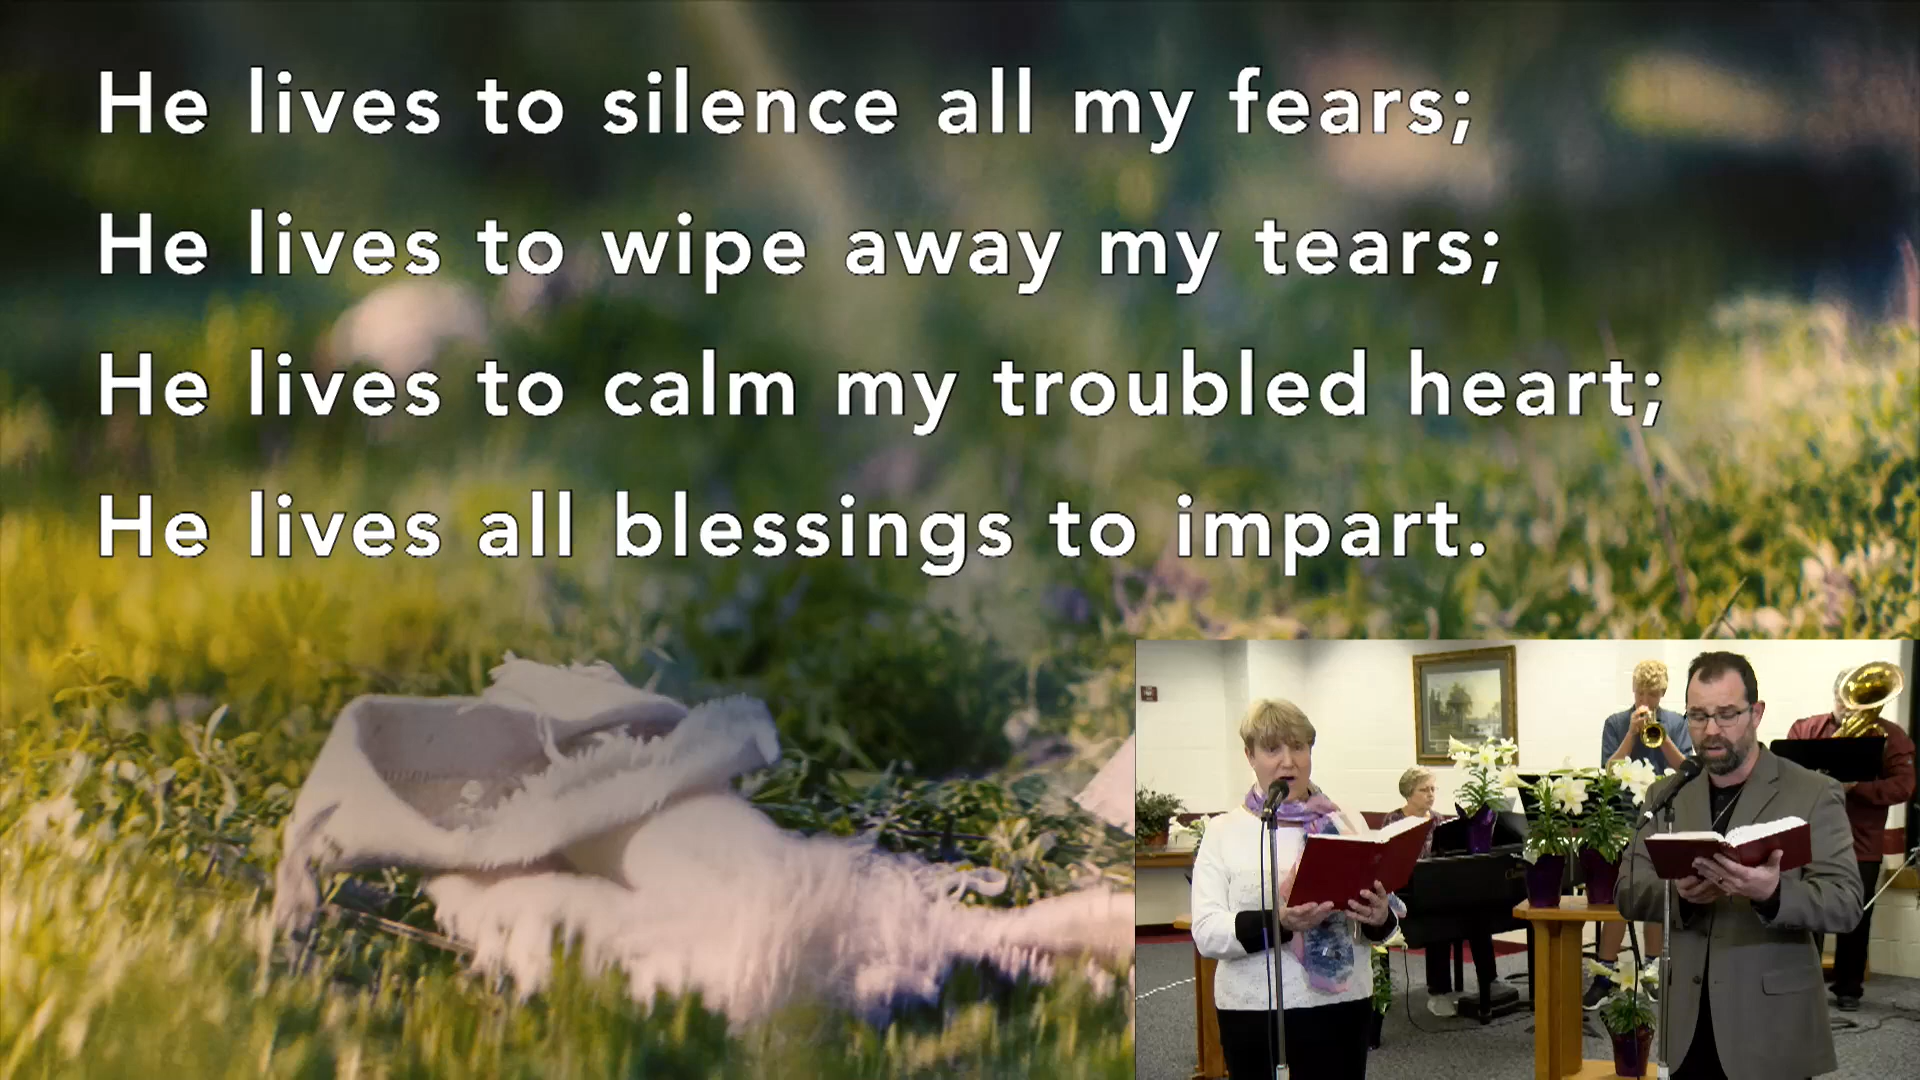 He lives to silence all my fears;
He lives to wipe away my tears;
He lives to calm my troubled heart;
He lives all blessings to impart.